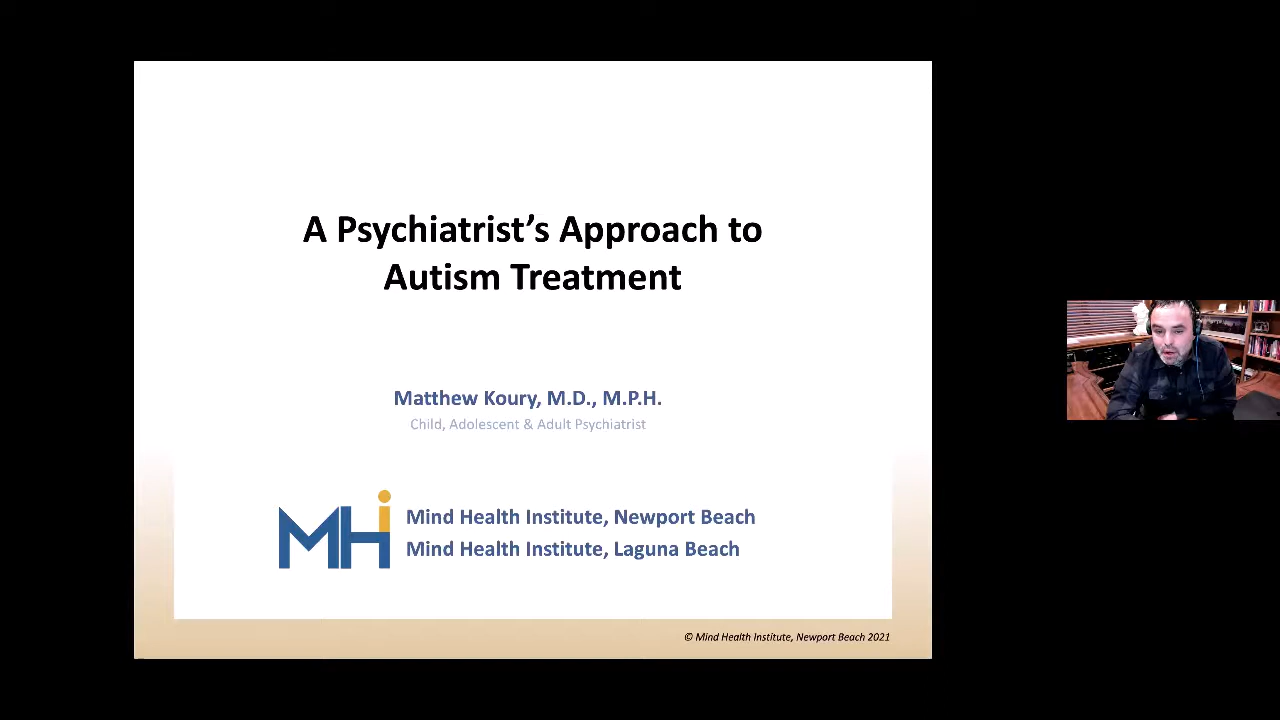 A Psychiatrist’s Approach to
Autism Treatment
Matthew Koury, M.D., M.P.H.
Child, Adolescent & Adult Psychiatrist
MHi
Mind Health Institute, Newport Beach
Mind Health Institute, Laguna Beach
© Mind Health Institute, Newport Beach 2021